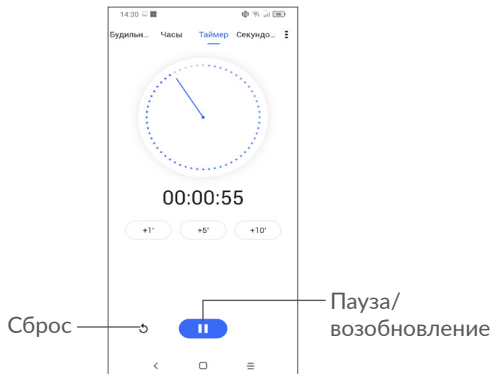 14:30
Будильн... Часы Таймер Секундо...
00:00:55
+1' +5' +10'
Сброс
Пауза/
возобновление